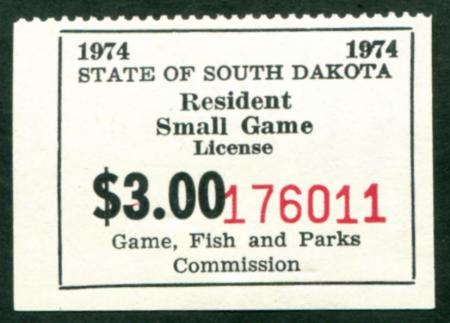 1974 1974
STATE OF SOUTH DAKOTA
Resident
Small Game
License
$3.00 176011
Game, Fish and Parks
Commission